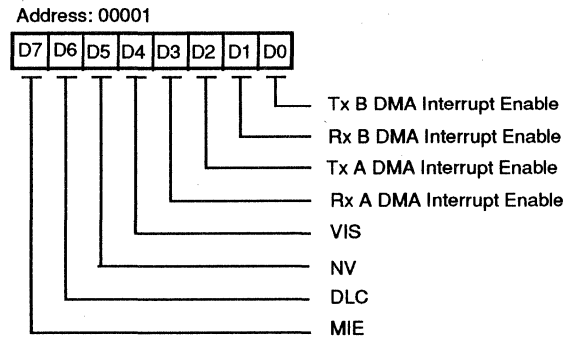 Address: 00001
D7 D6 D5 D4 D3 D2 D1 D0
Tx B DMA Interrupt Enable
Rx B DMA Interrupt Enable
Tx A DMA Interrupt Enable
Rx A DMA Interrupt Enable
VIS
NV
DLC
MIE